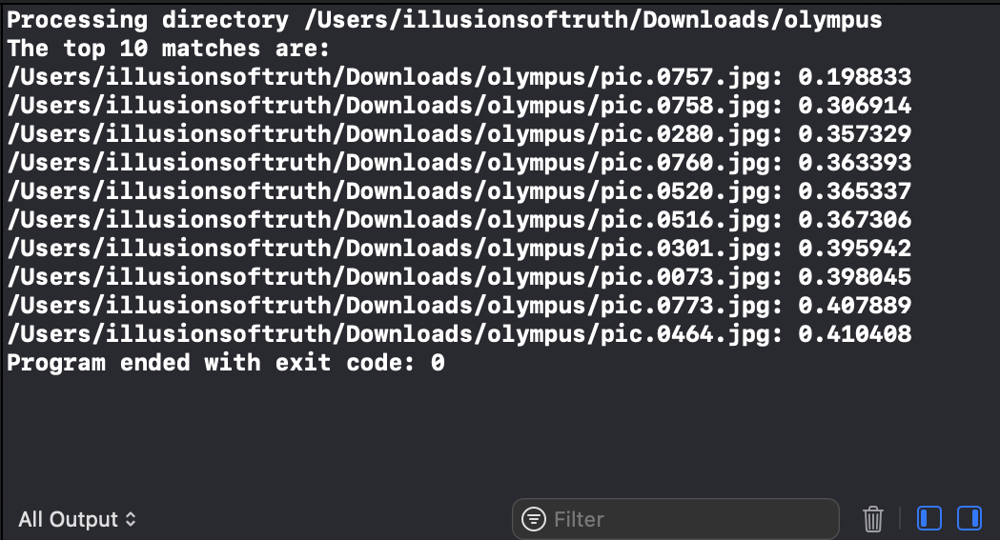 Processing directory /Users/illusionsoftruth/Downloads/olympus
The top 10 matches are:
/Users/illusionsoftruth/Downloads/olympus/pic.0757.jpg: 0.198833
/Users/illusionsoftruth/Downloads/olympus/pic.0758.jpg: 0.306914
/Users/illusionsoftruth/Downloads/olympus/pic.0280.jpg: 0.357329
/Users/illusionsoftruth/Downloads/olympus/pic.0760.jpg: 0.363393
/Users/illusionsoftruth/Downloads/olympus/pic.0520.jpg: 0.365337
/Users/illusionsoftruth/Downloads/olympus/pic.0516.jpg: 0.367306
/Users/illusionsoftruth/Downloads/olympus/pic.0301.jpg: 0.395942
/Users/illusionsoftruth/Downloads/olympus/pic.0073.jpg: 0.398045
/Users/illusionsoftruth/Downloads/olympus/pic.0773.jpg: 0.407889
/Users/illusionsoftruth/Downloads/olympus/pic.0464.jpg: 0.410408
Program ended with exit code: 0
All Output Filter